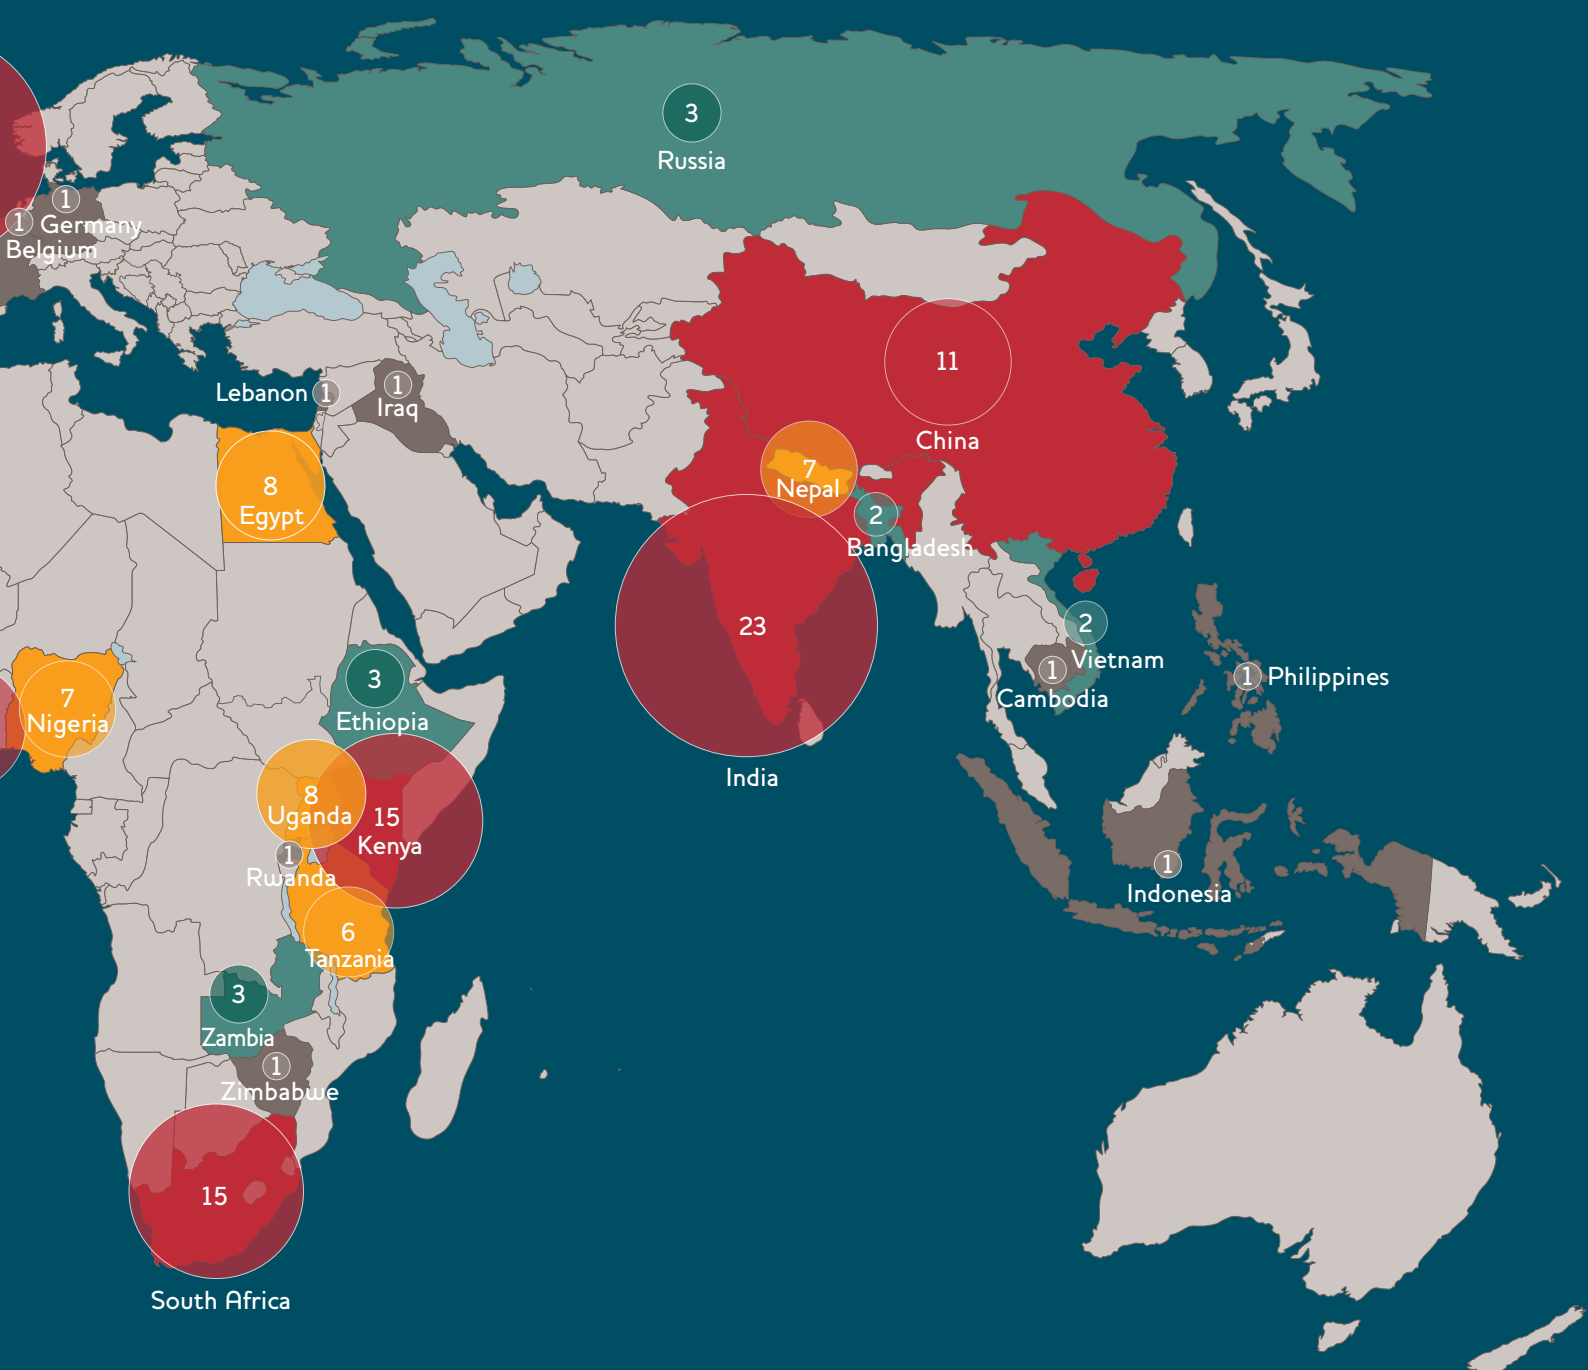 3
Russia
1
Germany
1
Belgium
11
China
Lebanon 1
1
Iraq
8
Egypt
7
Nepal
2
Bangladesh
23
India
2
Vietnam
1
Cambodia
1 Philippines
1
Indonesia
7
Nigeria
3
Ethiopia
8
Uganda
15
Kenya
1
Rwanda
6
Tanzania
3
Zambia
1
Zimbabwe
15
South Africa